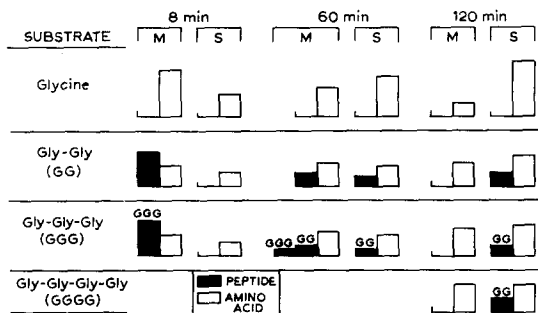 8 min 60 min 120 min
SUBSTRATE M S M S M S
Glycine
Gly-Gly
(GG)
GGG
Gly-Gly-Gly
(GGG)
GGG GG GG GG
Gly-Gly-Gly-Gly
(GGGG)
PEPTIDE
AMINO
ACID
GG